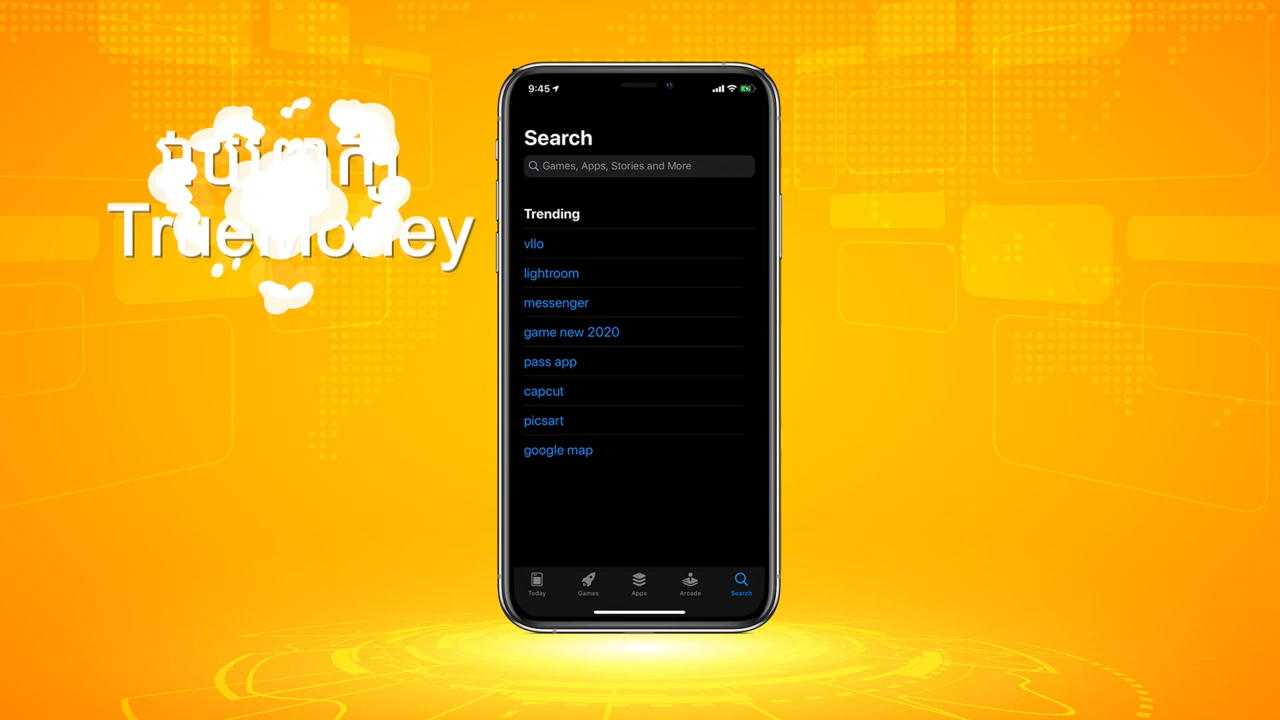 TrueMoney
9:45
Search
Games, Apps, Stories and More
Trending
vllo
lightroom
messenger
game new 2020
pass app
capcut
picsart
google map
Today
Games
Apps
Arcade
Search